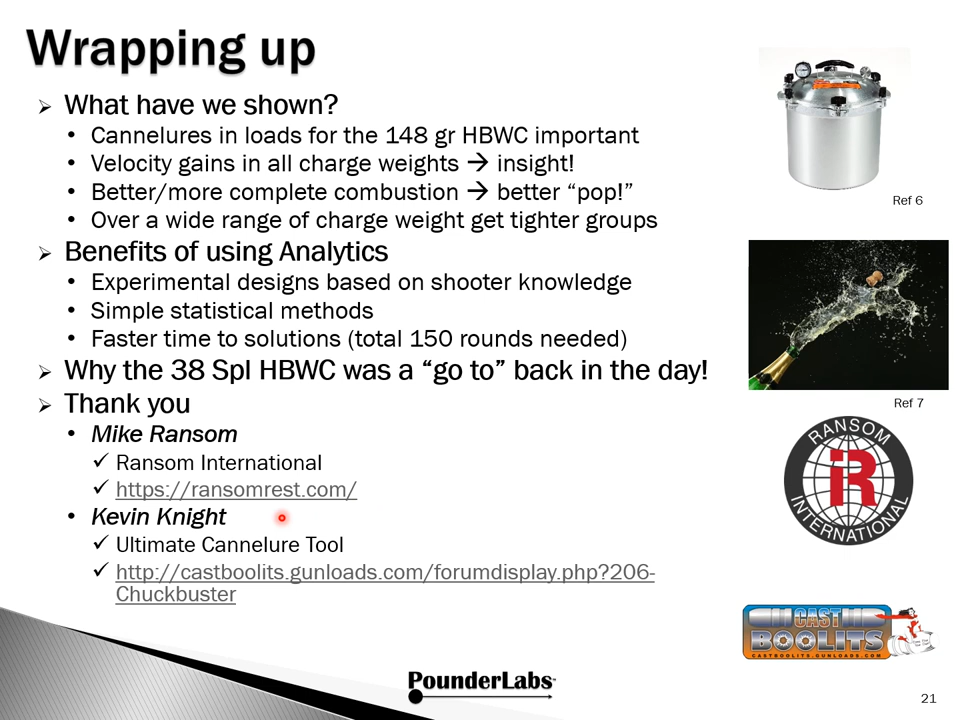 Wrapping up
What have we shown?
Cannelures in loads for the 148 gr HBWC important
Velocity gains in all charge weights → insight!
Better/more complete combustion → better “pop!”
Over a wide range of charge weight get tighter groups
Benefits of using Analytics
Experimental designs based on shooter knowledge
Simple statistical methods
Faster time to solutions (total 150 rounds needed)
Why the 38 Spl HBWC was a “go to” back in the day!
Thank you
Mike Ransom
Ransom International
https://ransomrest.com/
Kevin Knight
Ultimate Cannelure Tool
http://castboolits.gunloads.com/forumdisplay.php?206-
Chuckbuster
Ref 6
Ref 7
RANSOM
iR
INTERNATIONAL
CAST
BOOLITS
CASTBOOLITS.GUNLOADS.COM
PounderLabs
21